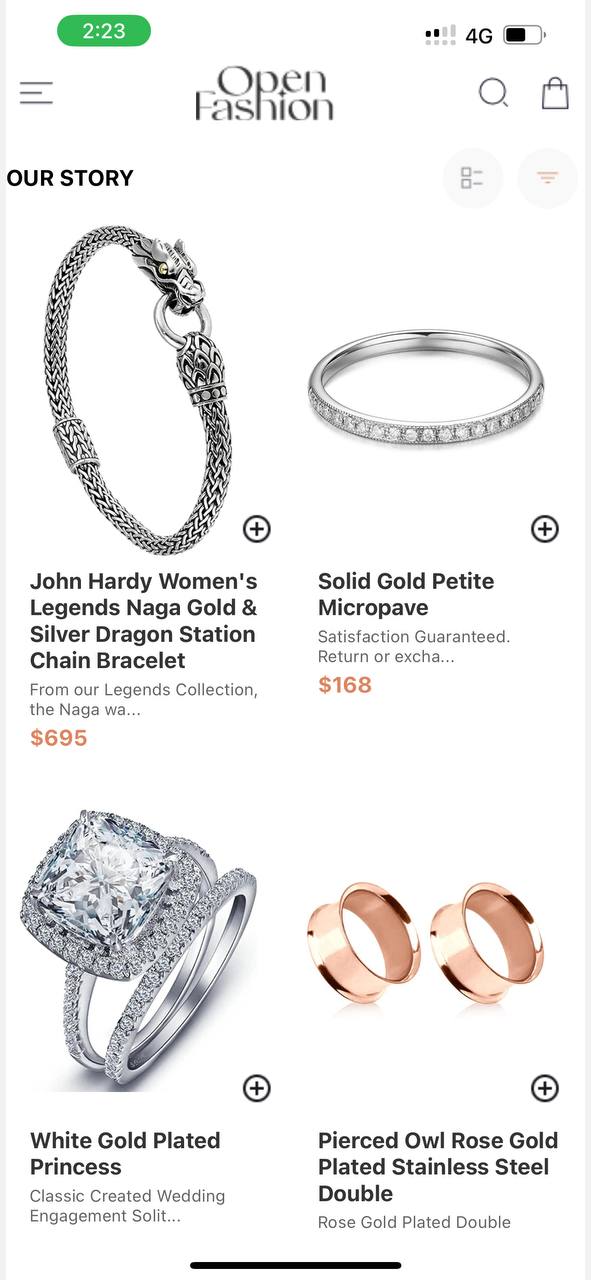 2:23
4G
Open
Fashion
OUR STORY
John Hardy Women's
Legends Naga Gold &
Silver Dragon Station
Chain Bracelet
From our Legends Collection,
the Naga wa...
$695
Solid Gold Petite
Micropave
Satisfaction Guaranteed.
Return or excha...
$168
White Gold Plated
Princess
Classic Created Wedding
Engagement Solit...
Pierced Owl Rose Gold
Plated Stainless Steel
Double
Rose Gold Plated Double